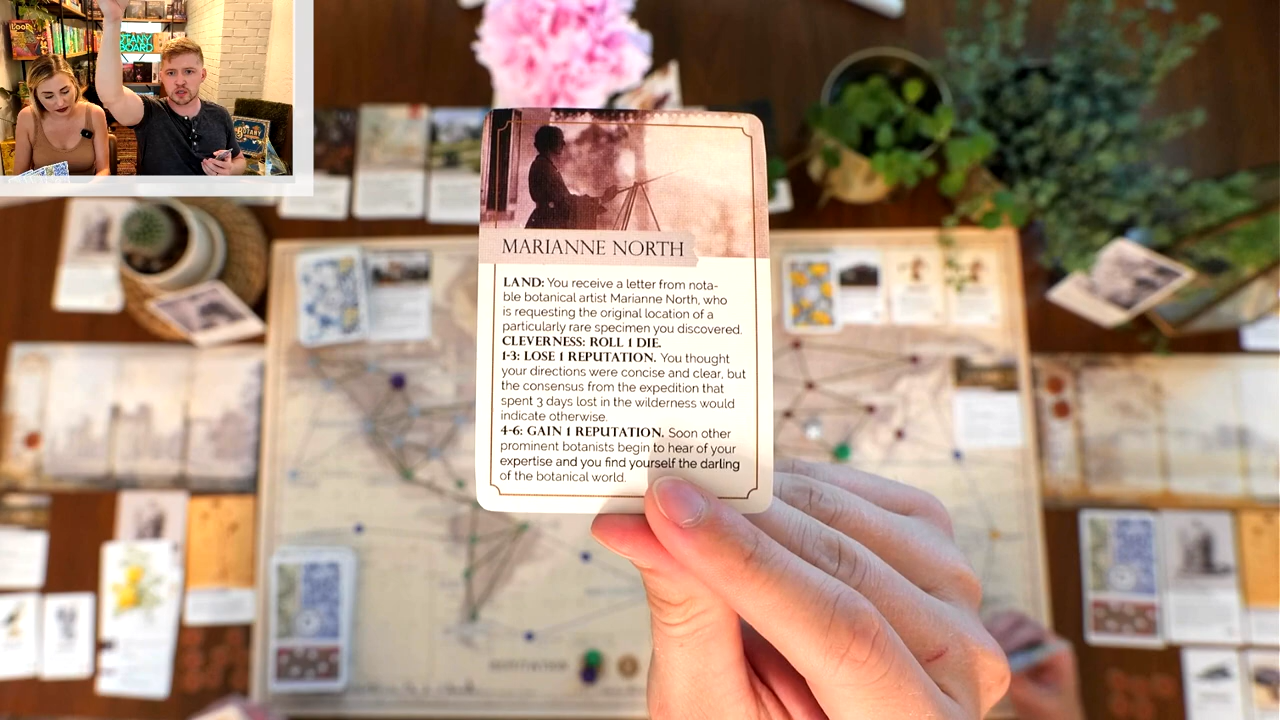 BOTANY
BOARD
BOTANY
MARIANNE NORTH
LAND: You receive a letter from nota-
ble botanical artist Marianne North, who
is requesting the original location of a
particularly rare specimen you discovered.
CLEVERNESS: ROLL 1 DIE.
1-3: LOSE 1 REPUTATION. You thought
your directions were concise and clear, but
the consensus from the expedition that
spent 3 days lost in the wilderness would
indicate otherwise.
4-6: GAIN 1 REPUTATION. Soon other
prominent botanists begin to hear of your
expertise and you find yourself the darling
of the botanical world.
REPUTATION